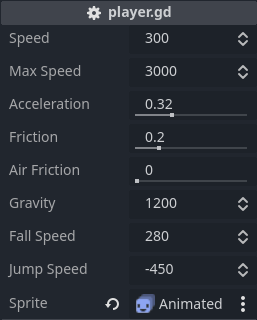 player.gd
Speed 300
Max Speed 3000
Acceleration 0.32
Friction 0.2
Air Friction 0
Gravity 1200
Fall Speed 280
Jump Speed -450
Sprite Animated